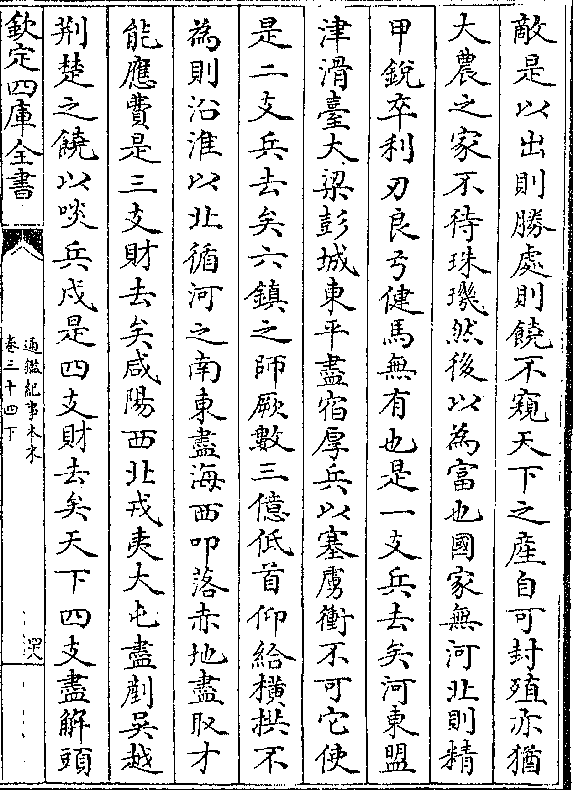 敵是以出則勝處則饒不窺天下之產自可封殖亦猶
大農之家不待珠璣然後以為富也國家無河北則精
甲銳卒利刃良弓健馬無有也是一支兵去矣河東盟
津滑臺大梁彭城東平盡宿厚兵以塞虜衝不可它使
是二支兵去矣六鎮之師厥數三億低首仰給橫拱不
為則沿淮以北循河之南東盡海西叩洛赤地盡取才
能應費是三支財去矣咸陽西北戎夷大屯盡剷吳越
荆楚之饒以啖兵戍是四支財去矣天下四支盡解頭
欽定四庫全書
通鑑紀事本末
卷三十四下